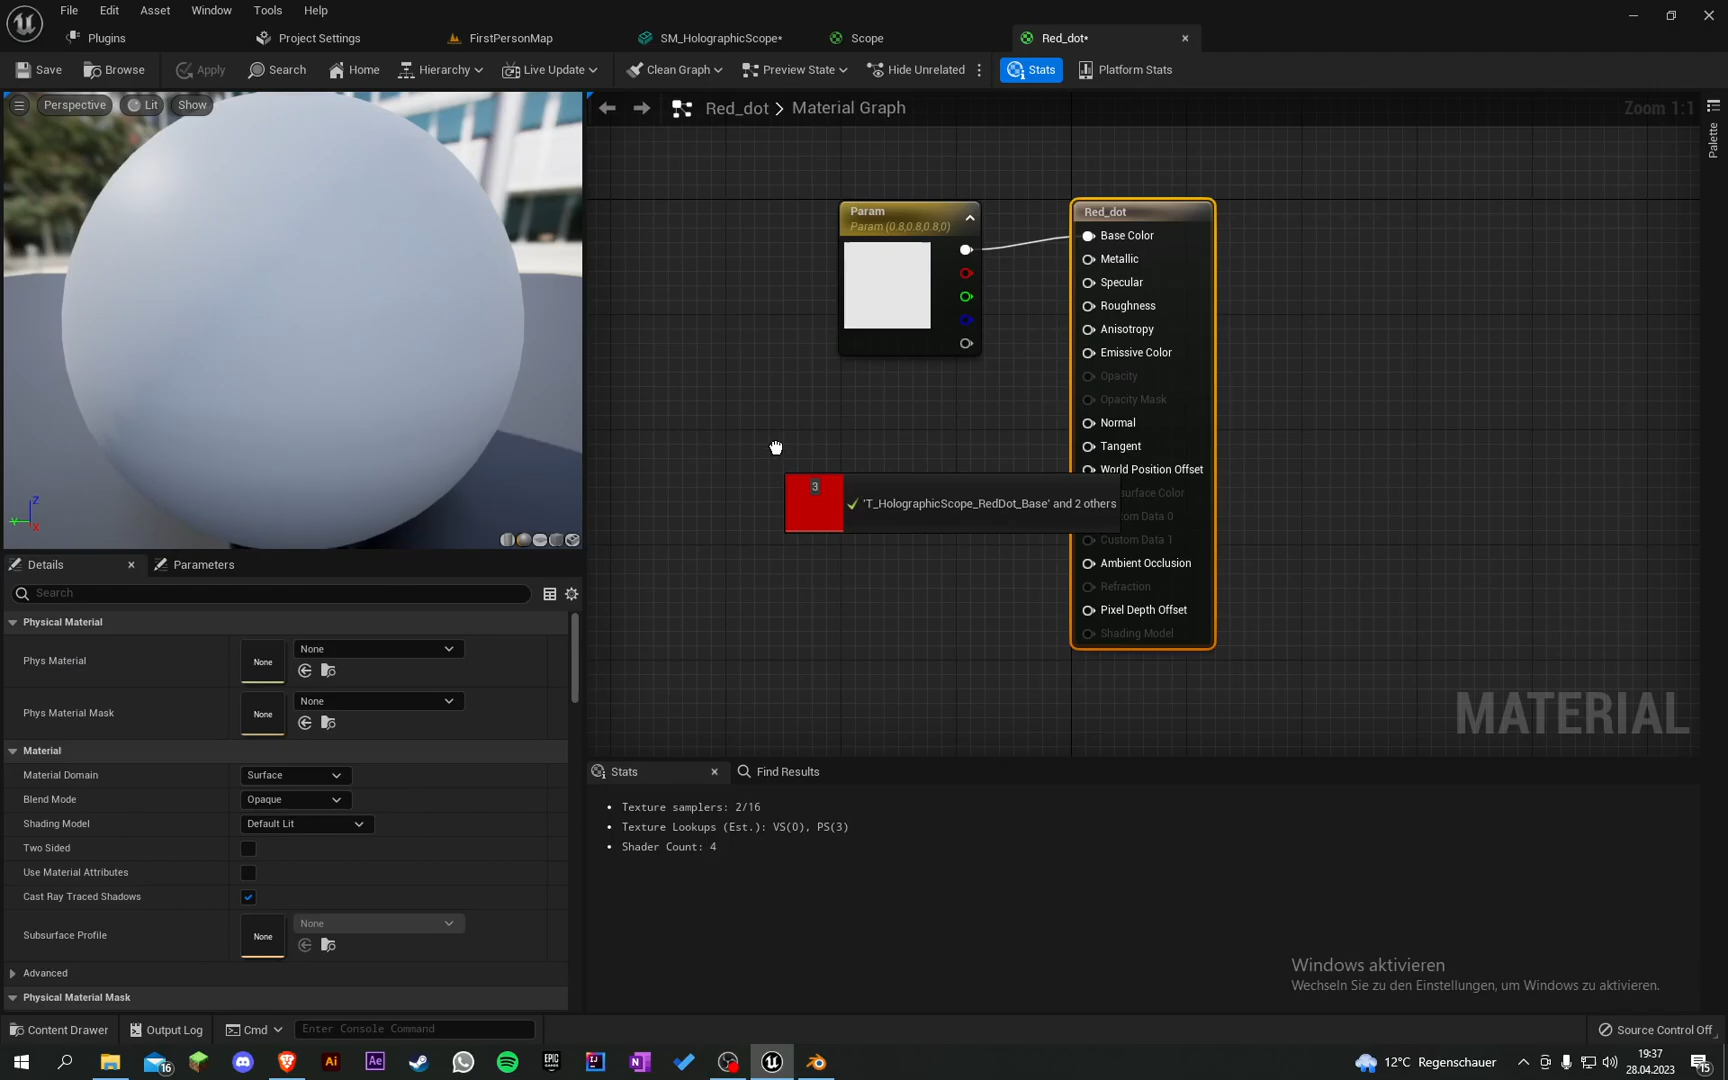 File Edit Asset Window Tools Help
Plugins Project Settings FirstPersonMap SM_HolographicScope* Scope Red_dot*
Save Browse Apply Search Home Hierarchy Live Update Clean Graph Preview State Hide Unrelated Stats Platform Stats
Perspective Lit Show
Red_dot > Material Graph
Zoom 1:1
Palette
Param
Param (0.8,0.8,0.8,0)
Red_dot
Base Color
Metallic
Specular
Roughness
Anisotropy
Emissive Color
Opacity
Opacity Mask
Normal
Tangent
World Position Offset
3
'T_HolographicScope_RedDot_Base' and 2 others
Ambient Occlusion
Refraction
Pixel Depth Offset
Shading Model
MATERIAL
Z
Y
X
Details Parameters
Search
Physical Material
Phys Material None None
Phys Material Mask None None
Material
Material Domain Surface
Blend Mode Opaque
Shading Model Default Lit
Two Sided
Use Material Attributes
Cast Ray Traced Shadows
Subsurface Profile None None
Advanced
Physical Material Mask
Stats Find Results
Texture samplers: 2/16
Texture Lookups (Est.): VS(0), PS(3)
Shader Count: 4
Windows aktivieren
Wechseln Sie zu den Einstellungen, um Windows zu aktivieren.
Content Drawer Output Log Cmd Enter Console Command Source Control Off
16
Ai
Ae
EPIC GAMES
IJ
N
12°C Regenschauer
19:37
28.04.2023
15